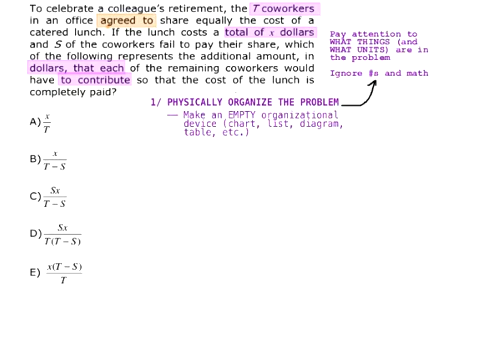 To celebrate a colleague's retirement, the T coworkers
in an office agreed to share equally the cost of a
catered lunch. If the lunch costs a total of x dollars
and S of the coworkers fail to pay their share, which
of the following represents the additional amount, in
dollars, that each of the remaining coworkers would
have to contribute so that the cost of the lunch is
completely paid?
Pay attention to
WHAT THINGS (and
WHAT UNITS) are in
the problem
Ignore #s and math
1/ PHYSICALLY ORGANIZE THE PROBLEM
— Make an EMPTY organizational
device (chart, list, diagram,
table, etc.)
A) x/T
B) x/(T − S)
C) Sx/(T − S)
D) Sx/(T(T − S))
E) x(T − S)/T